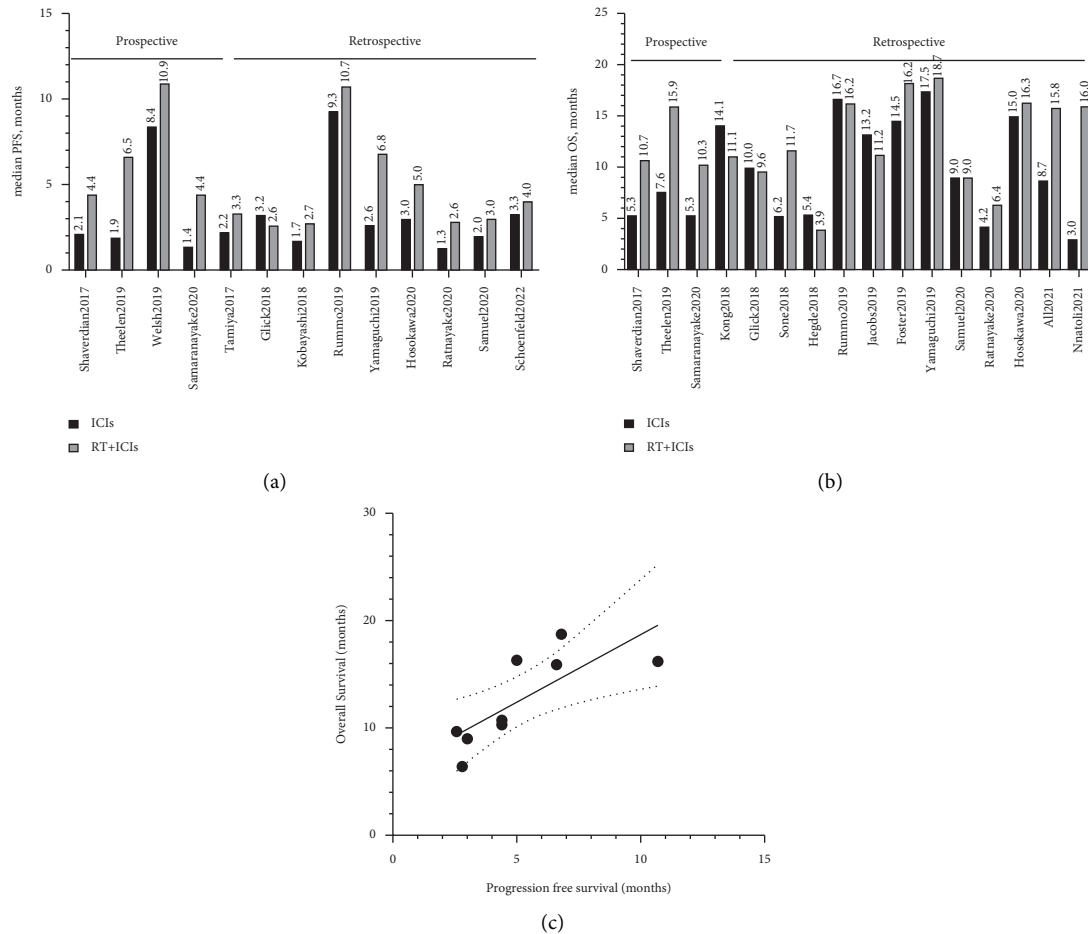 Prospective
Retrospective
median PFS, months
15
10
5
0
2.1
4.4
1.9
6.5
8.4
10.9
1.4
4.4
2.2
3.3
3.2
2.6
1.7
2.7
9.3
10.7
2.6
6.8
3.0
5.0
1.3
2.6
2.0
3.0
3.3
4.0
Shaverdian2017
Theelen2019
Welsh2019
Samaranayake2020
Tamiya2017
Glick2018
Kobayashi2018
Rummo2019
Yamaguchi2019
Hosokawa2020
Ratnayake2020
Samuel2020
Schoenfeld2022
ICIs
RT+ICIs
(a)
Prospective
Retrospective
median OS, months
25
20
15
10
5
0
5.3
10.7
7.6
15.9
5.3
10.3
14.1
11.1
10.0
9.6
6.2
11.7
5.4
3.9
16.7
16.2
13.2
11.2
14.5
16.2
17.5
18.7
9.0
9.0
4.2
6.4
15.0
16.3
8.7
15.8
3.0
16.0
Shaverdian2017
Theelen2019
Samaranayake2020
Kong2018
Glick2018
Sone2018
Hegde2018
Rummo2019
Jacobs2019
Foster2019
Yamaguchi2019
Samuel2020
Ratnayake2020
Hosokawa2020
All2021
Nnatoli2021
ICIs
RT+ICIs
(b)
Overall Survival (months)
30
20
10
0
0
5
10
15
Progression free survival (months)
(c)